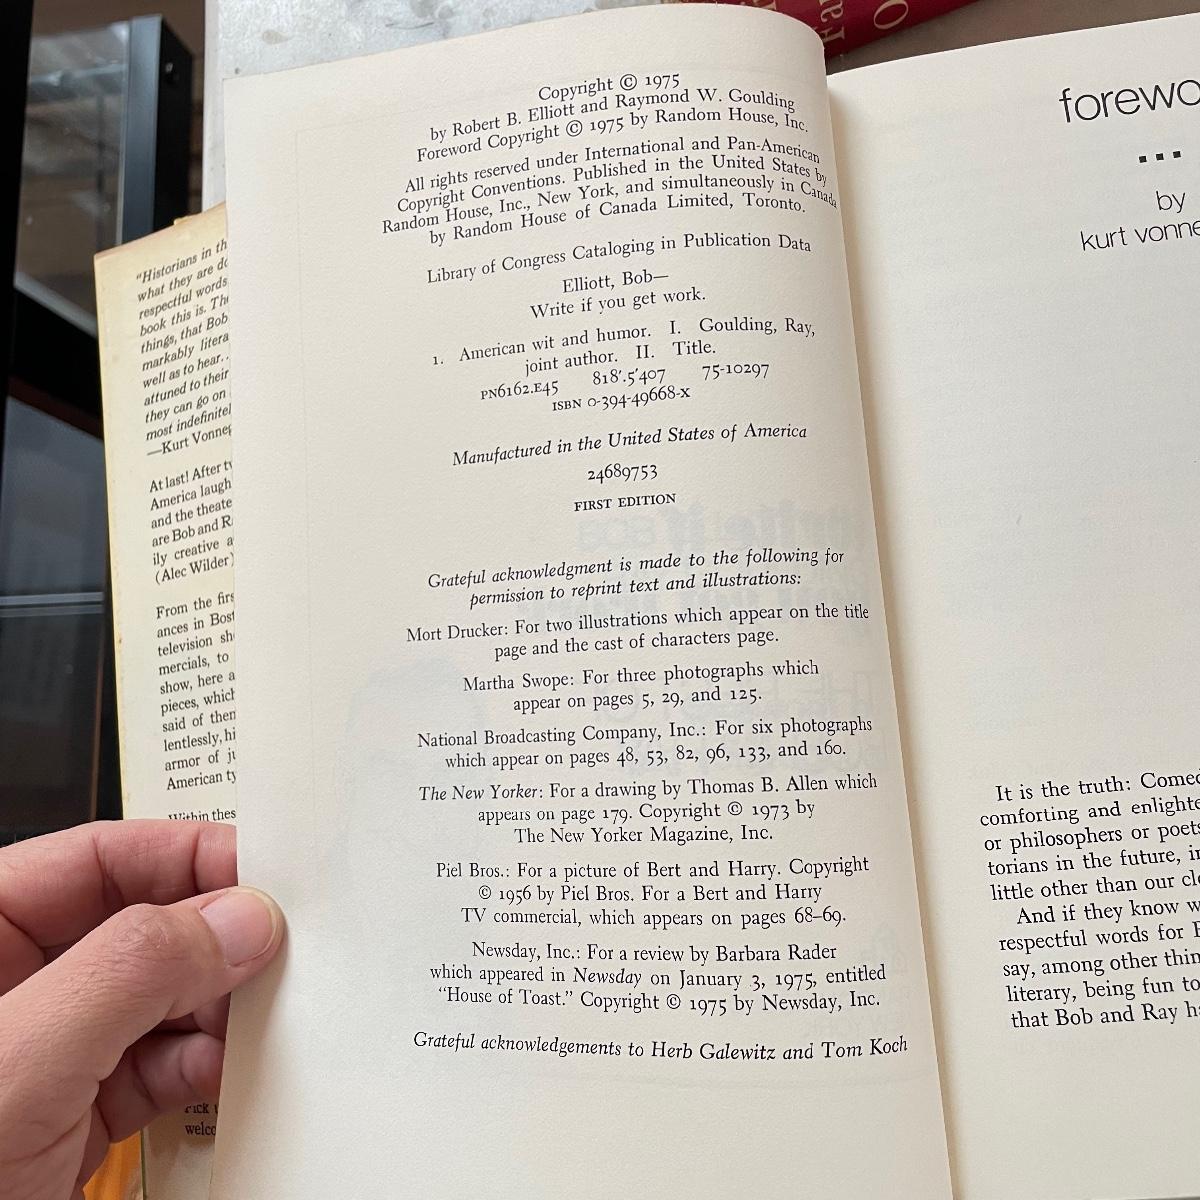 Fa
O
"Historians in th
what they are do
respectful words
book this is. The
things, that Bob
markably litera
well as to hear. .
attuned to their
they can go on
most indefinitel
—Kurt Vonneg
At last! After tw
America laugh
and the theate
are Bob and R
ily creative a
(Alec Wilder)
From the firs
ances in Bost
television sh
mercials, to
show, here a
pieces, which
said of them
lentlessly, hi
armor of ju
American ty
Within thes
welco
Copyright © 1975
by Robert B. Elliott and Raymond W. Goulding
Foreword Copyright © 1975 by Random House, Inc.
All rights reserved under International and Pan-American
Copyright Conventions. Published in the United States by
Random House, Inc., New York, and simultaneously in Canada
by Random House of Canada Limited, Toronto.
Library of Congress Cataloging in Publication Data
Elliott, Bob—
Write if you get work.
1. American wit and humor. I. Goulding, Ray,
joint author. II. Title.
PN6162.E45 818'.5'407 75-10297
ISBN 0-394-49668-X
Manufactured in the United States of America
24689753
FIRST EDITION
Grateful acknowledgment is made to the following for
permission to reprint text and illustrations:
Mort Drucker: For two illustrations which appear on the title
page and the cast of characters page.
Martha Swope: For three photographs which
appear on pages 5, 29, and 125.
National Broadcasting Company, Inc.: For six photographs
which appear on pages 48, 53, 82, 96, 133, and 160.
The New Yorker: For a drawing by Thomas B. Allen which
appears on page 179. Copyright © 1973 by
The New Yorker Magazine, Inc.
Piel Bros.: For a picture of Bert and Harry. Copyright
© 1956 by Piel Bros. For a Bert and Harry
TV commercial, which appears on pages 68–69.
Newsday, Inc.: For a review by Barbara Rader
which appeared in Newsday on January 3, 1975, entitled
"House of Toast." Copyright © 1975 by Newsday, Inc.
Grateful acknowledgements to Herb Galewitz and Tom Koch
forewo
by
kurt vonne
It is the truth: Comed
comforting and enlighte
or philosophers or poets
torians in the future, in
little other than our clo
And if they know w
respectful words for B
say, among other thin
literary, being fun to
that Bob and Ray ha